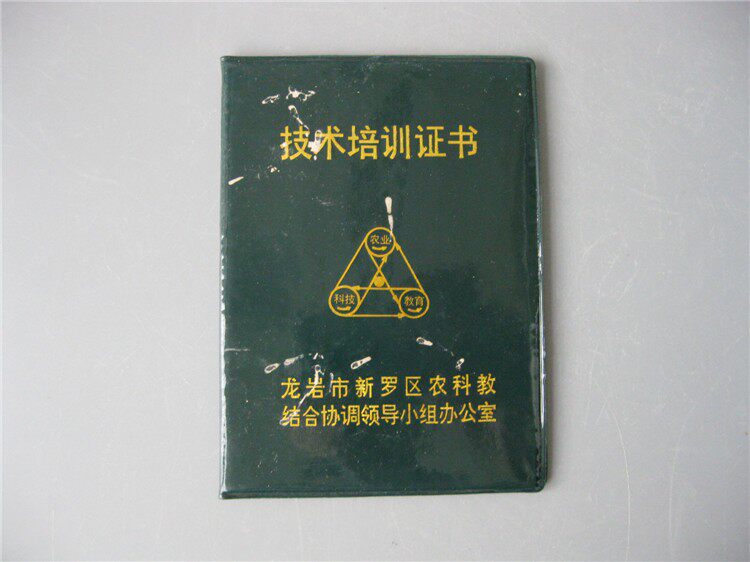 技术培训证书
农业
科技 教育
龙岩市新罗区农科教
结合协调领导小组办公室